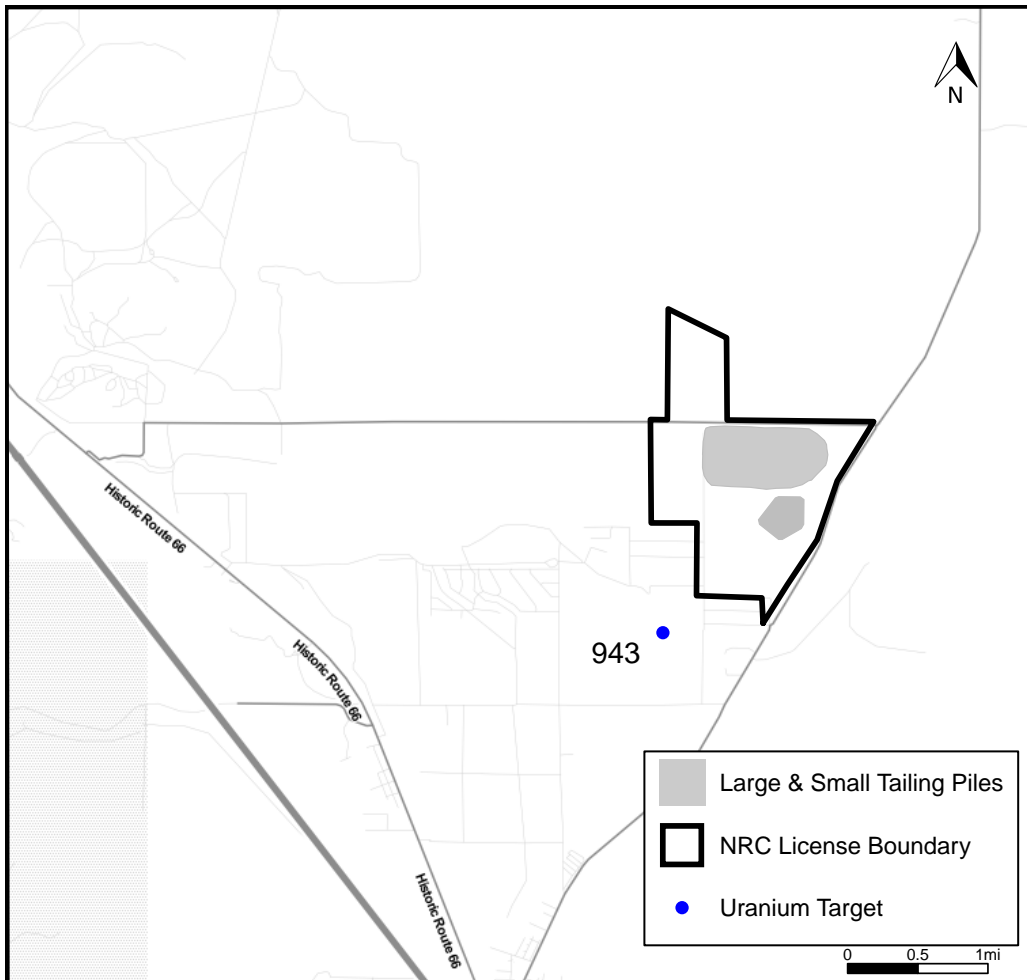 N
Historic Route 66
Historic Route 66
943
Large & Small Tailing Piles
NRC License Boundary
Uranium Target
Historic Route 66
0 0.5 1mi